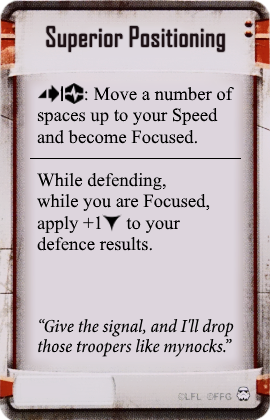 Superior Positioning
: Move a number of
spaces up to your Speed
and become Focused.
While defending,
while you are Focused,
apply +1 to your
defence results.
“Give the signal, and I'll drop
those troopers like mynocks.”
©LFL ©FFG